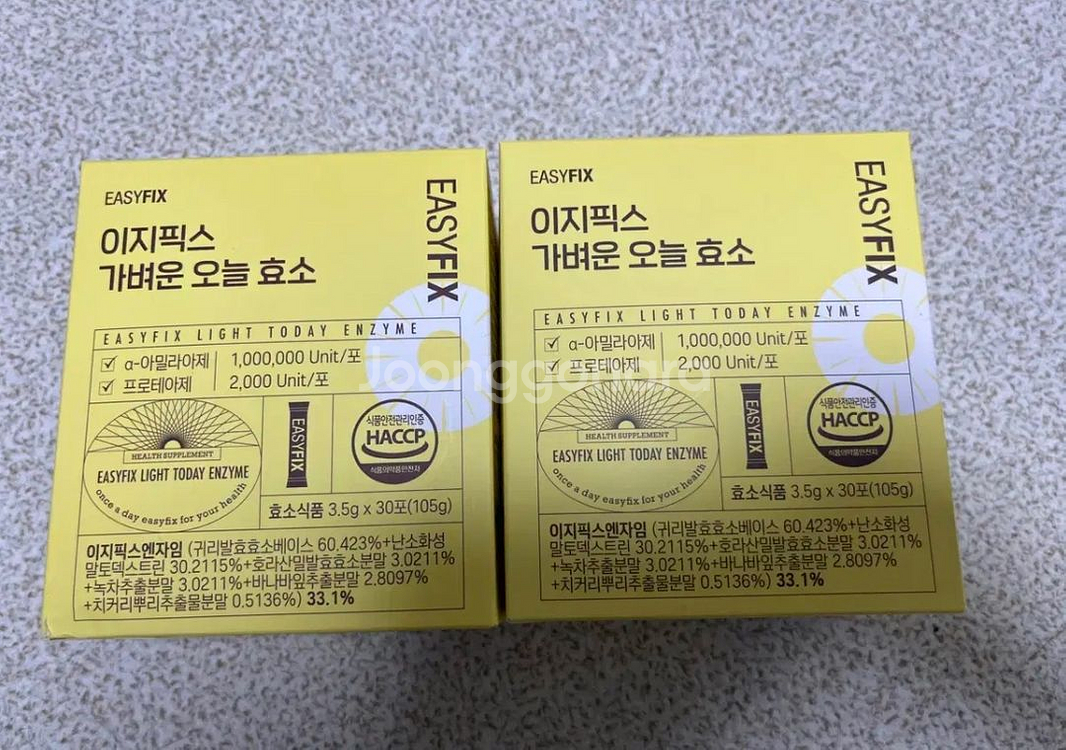 EASYFIX
이지픽스
가벼운 오늘 효소
EASYFIX
EASYFIX LIGHT TODAY ENZYME
α-아밀라아제 1,000,000 Unit/포
프로테아제 2,000 Unit/포
HEALTH SUPPLEMENT
EASYFIX LIGHT TODAY ENZYME
once a day easyfix for your health
EASYFIX
식품안전관리인증
HACCP
식품의약품안전처
효소식품 3.5g x 30포(105g)
이지픽스엔자임 (귀리발효효소베이스 60.423%+난소화성
말토덱스트린 30.2115%+호라산밀발효효소분말 3.0211%
+녹차추출분말 3.0211%+바나바잎추출분말 2.8097%
+치커리뿌리추출물분말 0.5136%) 33.1%
EASYFIX
이지픽스
가벼운 오늘 효소
EASYFIX
EASYFIX LIGHT TODAY ENZYME
α-아밀라아제 1,000,000 Unit/포
프로테아제 2,000 Unit/포
HEALTH SUPPLEMENT
EASYFIX LIGHT TODAY ENZYME
once a day easyfix for your health
EASYFIX
식품안전관리인증
HACCP
식품의약품안전처
효소식품 3.5g x 30포(105g)
이지픽스엔자임 (귀리발효효소베이스 60.423%+난소화성
말토덱스트린 30.2115%+호라산밀발효효소분말 3.0211%
+녹차추출분말 3.0211%+바나바잎추출분말 2.8097%
+치커리뿌리추출물분말 0.5136%) 33.1%
Joonggonara